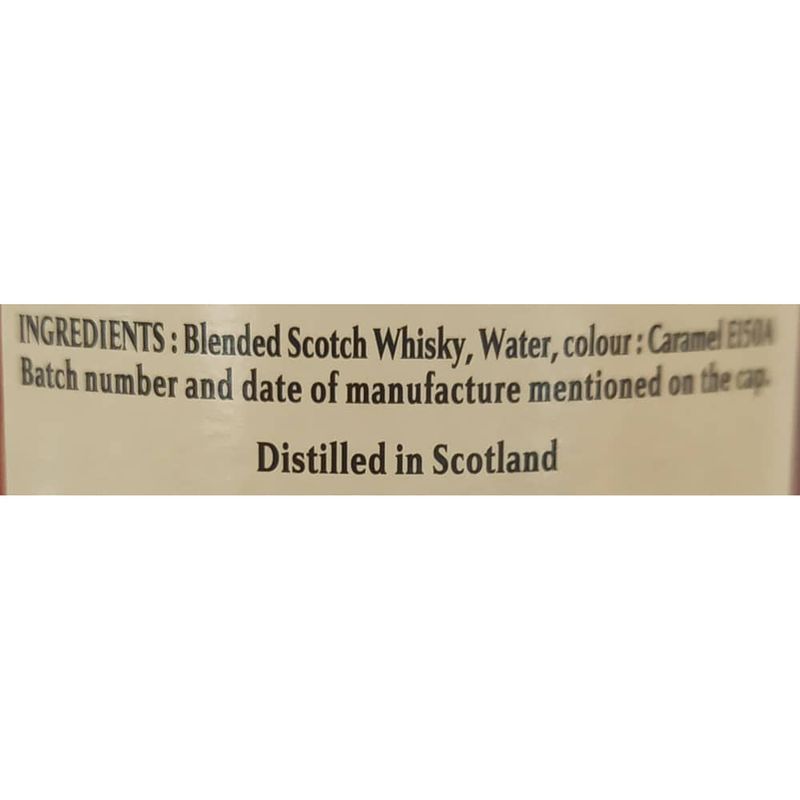 INGREDIENTS : Blended Scotch Whisky, Water, colour : Caramel E150A
Batch number and date of manufacture mentioned on the cap.
Distilled in Scotland